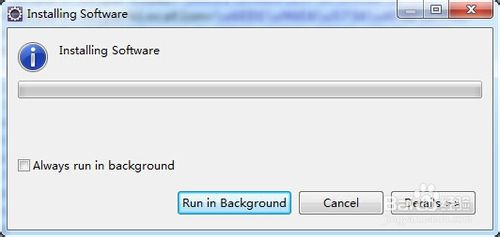 Installing Software
Installing Software
Always run in background
Run in Background
Cancel
Details >>